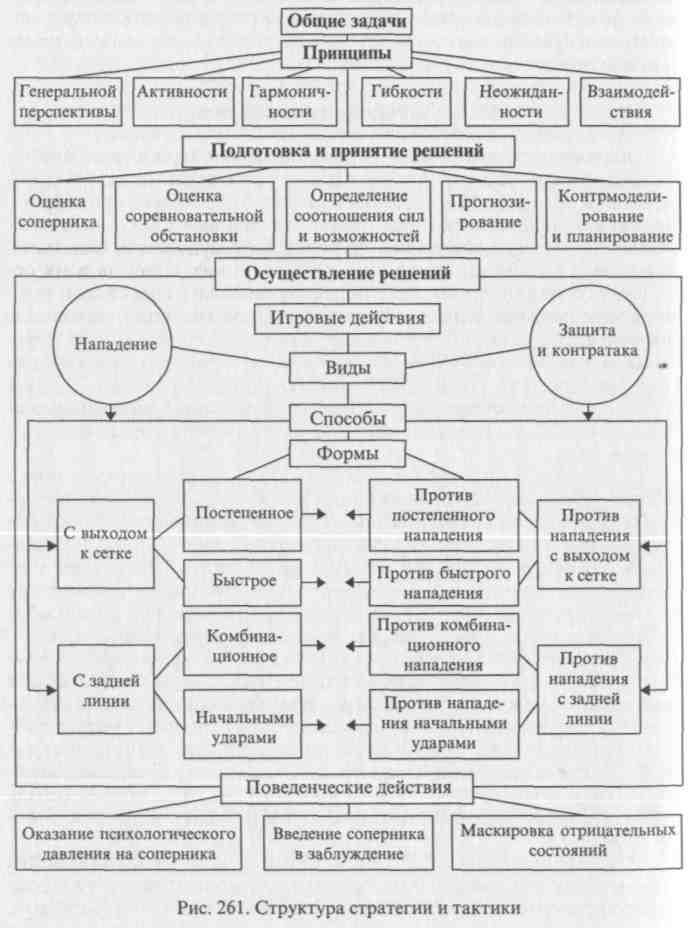 Общие задачи
Принципы
Генеральной
перспективы
Активности
Гармонич-
ности
Гибкости
Неожидан-
ности
Взаимодей-
ствия
Подготовка и принятие решений
Оценка
соперника
Оценка
соревновательной
обстановки
Определение
соотношения сил
и возможностей
Прогнози-
рование
Контрмодели-
рование
и планирование
Осуществление решений
Игровые действия
Нападение
Защита
и контратака
Виды
Способы
Формы
С выходом
к сетке
Постепенное
Против
постепенного
нападения
Против
нападения
с выходом
к сетке
Быстрое
Против быстрого
нападения
С задней
линии
Комбина-
ционное
Против комбина-
ционного
нападения
Против
нападения
с задней
линии
Начальными
ударами
Против нападе-
ния начальными
ударами
Поведенческие действия
Оказание психологического
давления на соперника
Введение соперника
в заблуждение
Маскировка отрицательных
состояний
Рис. 261. Структура стратегии и тактики